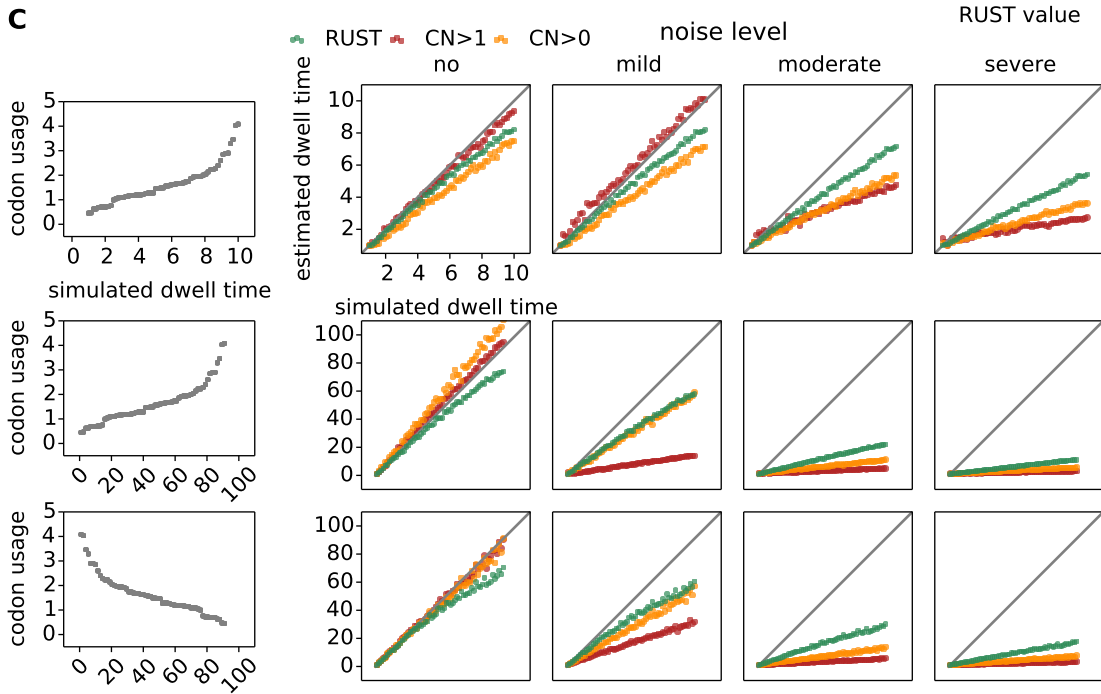 C
RUST value
RUST CN>1 CN>0
noise level
no mild moderate severe
codon usage
5
4
3
2
1
0
0 2 4 6 8 10
simulated dwell time
estimated dwell time
10
8
6
4
2
2 4 6 8 10
simulated dwell time
codon usage
5
4
3
2
1
0
0 20 40 60 80 100
100
80
60
40
20
0
codon usage
5
4
3
2
1
0
0 20 40 60 80 100
100
80
60
40
20
0